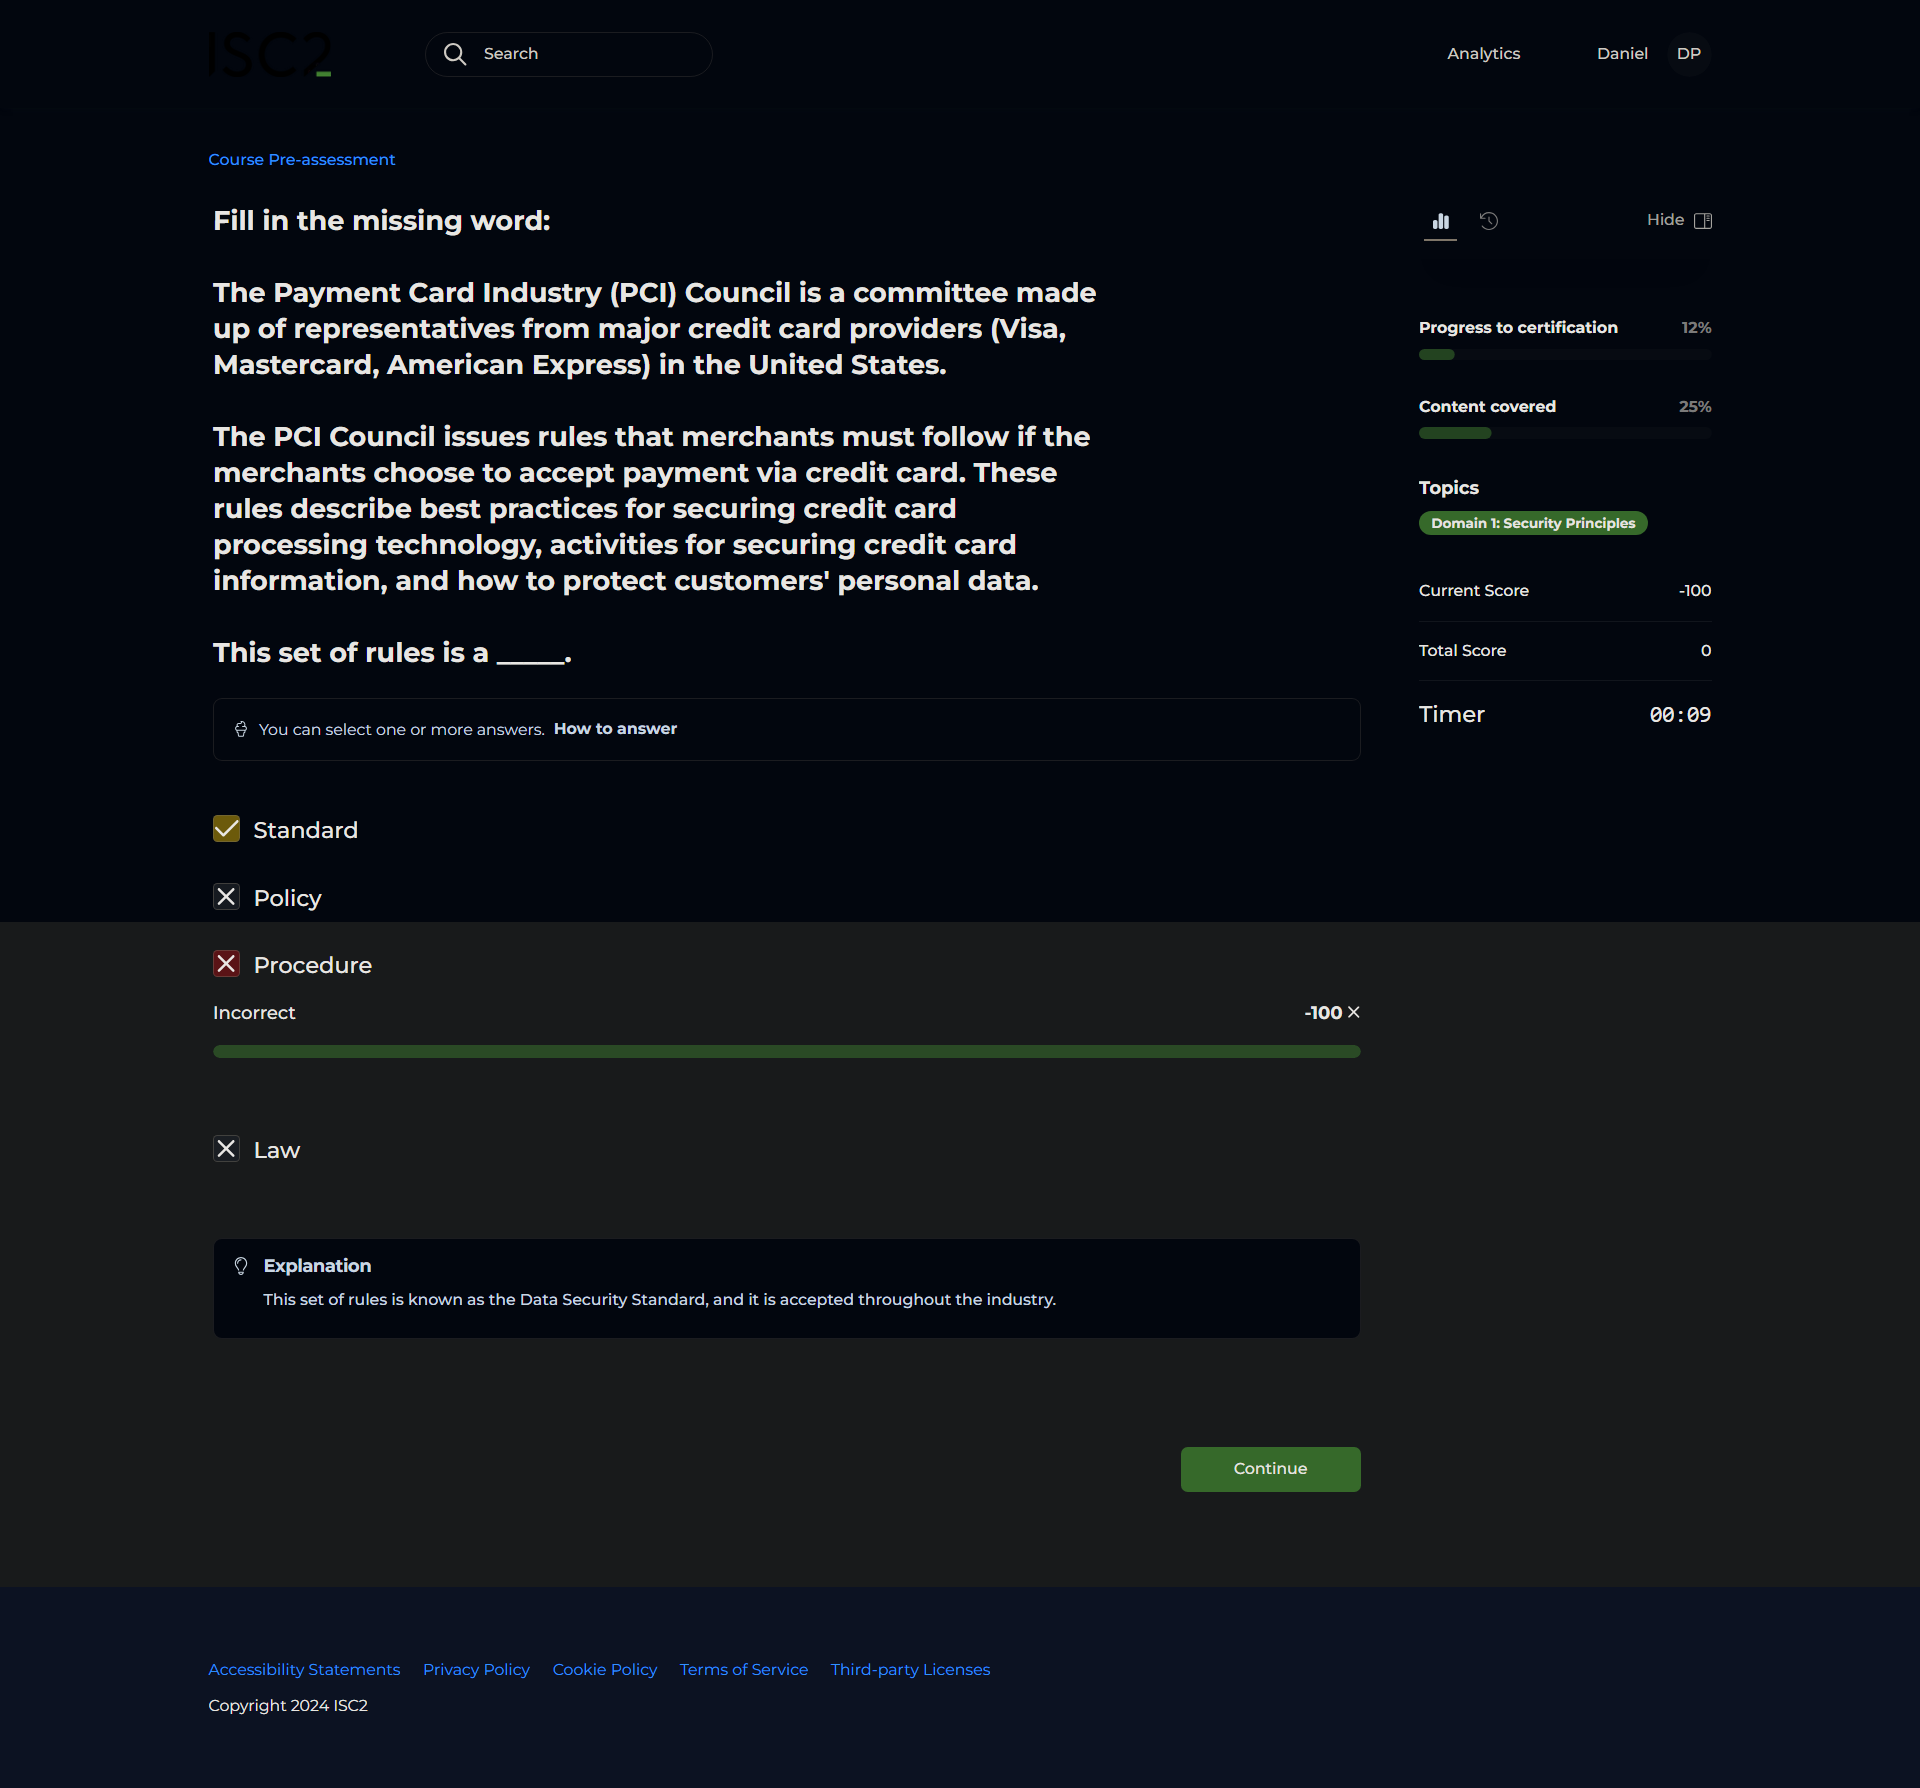 ISC2
Search
Analytics
Daniel
DP
Course Pre-assessment
Fill in the missing word:
The Payment Card Industry (PCI) Council is a committee made
up of representatives from major credit card providers (Visa,
Mastercard, American Express) in the United States.
The PCI Council issues rules that merchants must follow if the
merchants choose to accept payment via credit card. These
rules describe best practices for securing credit card
processing technology, activities for securing credit card
information, and how to protect customers' personal data.
This set of rules is a _____.
You can select one or more answers. How to answer
Standard
Policy
Procedure
Incorrect
-100
Law
Explanation
This set of rules is known as the Data Security Standard, and it is accepted throughout the industry.
Continue
Hide
Progress to certification 12%
Content covered 25%
Topics
Domain 1: Security Principles
Current Score -100
Total Score 0
Timer 00:09
Accessibility Statements Privacy Policy Cookie Policy Terms of Service Third-party Licenses
Copyright 2024 ISC2